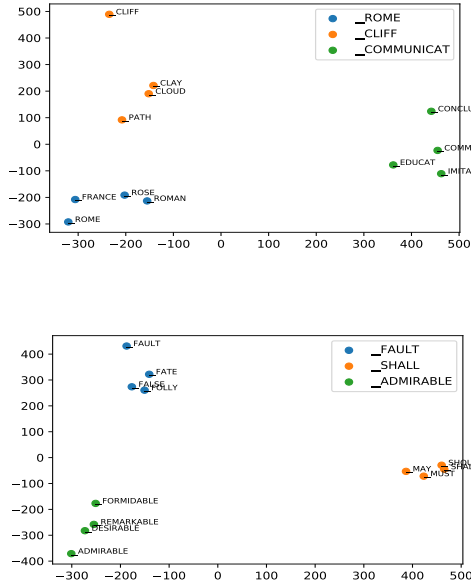 500
_CLIFF
_ROME
_CLIFF
_COMMUNICAT
400
300
200
_CLAY
_CLOUD
100
_PATH
0
_COMM
−100
_EDUCAT
_IMITA
−200
_FRANCE
_ROSE
_ROMAN
−300
_ROME
−300 −200 −100 0 100 200 300 400 500
_FAULT
_FAULT
_SHALL
_ADMIRABLE
400
300
_FATE
_FALSE
_FOLLY
200
100
0
_MAY
_MUST
−100
−200
_FORMIDABLE
_REMARKABLE
_DESIRABLE
−300
_ADMIRABLE
−400
−300 −200 −100 0 100 200 300 400 500